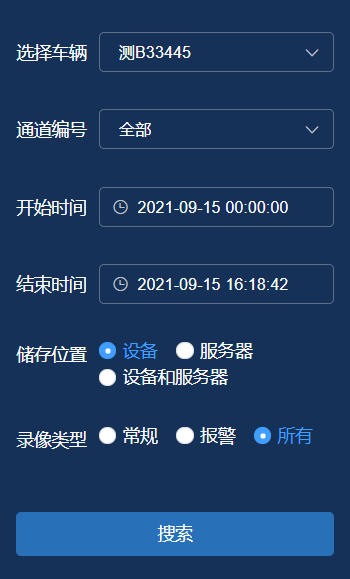 选择车辆 测B33445
通道编号 全部
开始时间 2021-09-15 00:00:00
结束时间 2021-09-15 16:18:42
储存位置 设备 服务器
设备和服务器
录像类型 常规 报警 所有
搜索